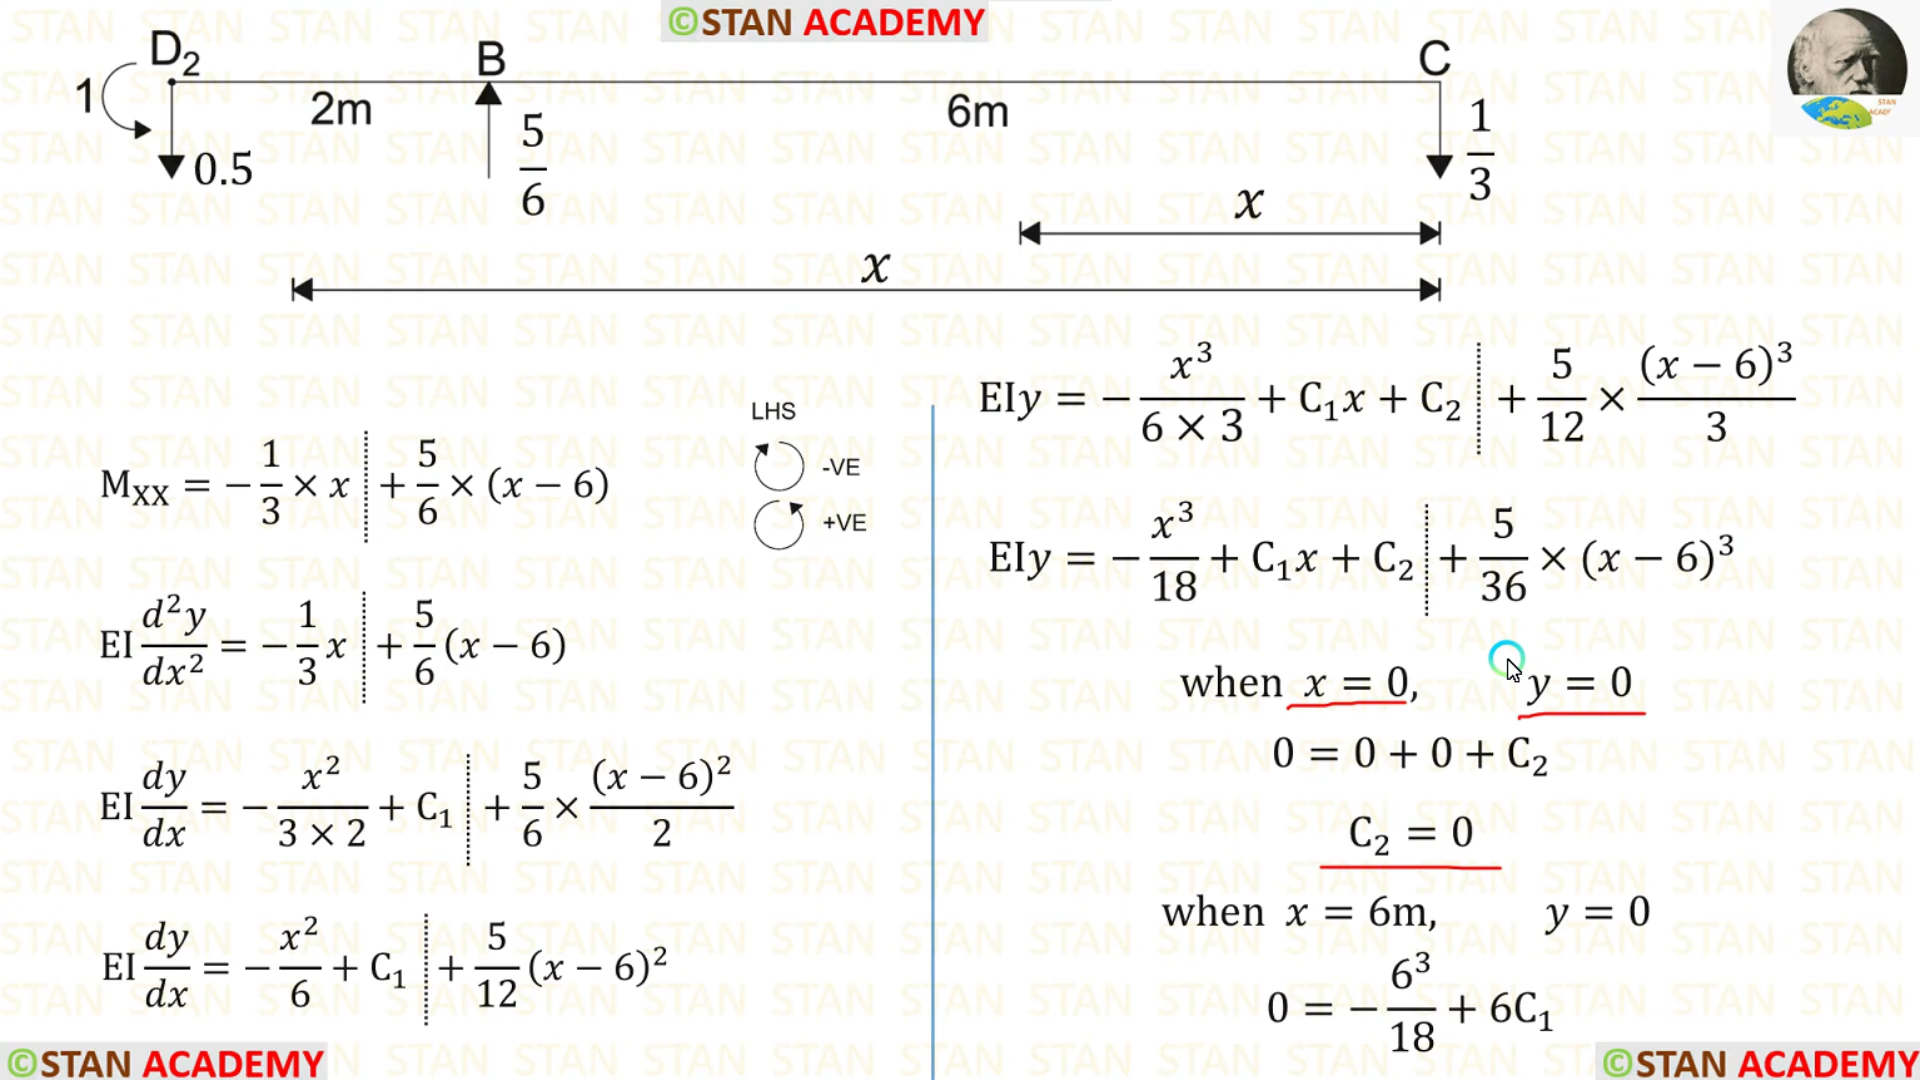 ©STAN ACADEMY
D₂ B C
1 2m 6m
0.5 5/6 1/3
x
x
LHS
-VE
+VE
M_XX = − 1/3 × x | + 5/6 × (x − 6)
EI d²y/dx² = − 1/3 x | + 5/6 (x − 6)
EI dy/dx = − x²/(3 × 2) + C₁ | + 5/6 × (x − 6)²/2
EI dy/dx = − x²/6 + C₁ | + 5/12 (x − 6)²
EIy = − x³/(6 × 3) + C₁x + C₂ | + 5/12 × (x − 6)³/3
EIy = − x³/18 + C₁x + C₂ | + 5/36 × (x − 6)³
when x = 0, y = 0
0 = 0 + 0 + C₂
C₂ = 0
when x = 6m, y = 0
0 = − 6³/18 + 6C₁
©STAN ACADEMY
©STAN ACADEMY